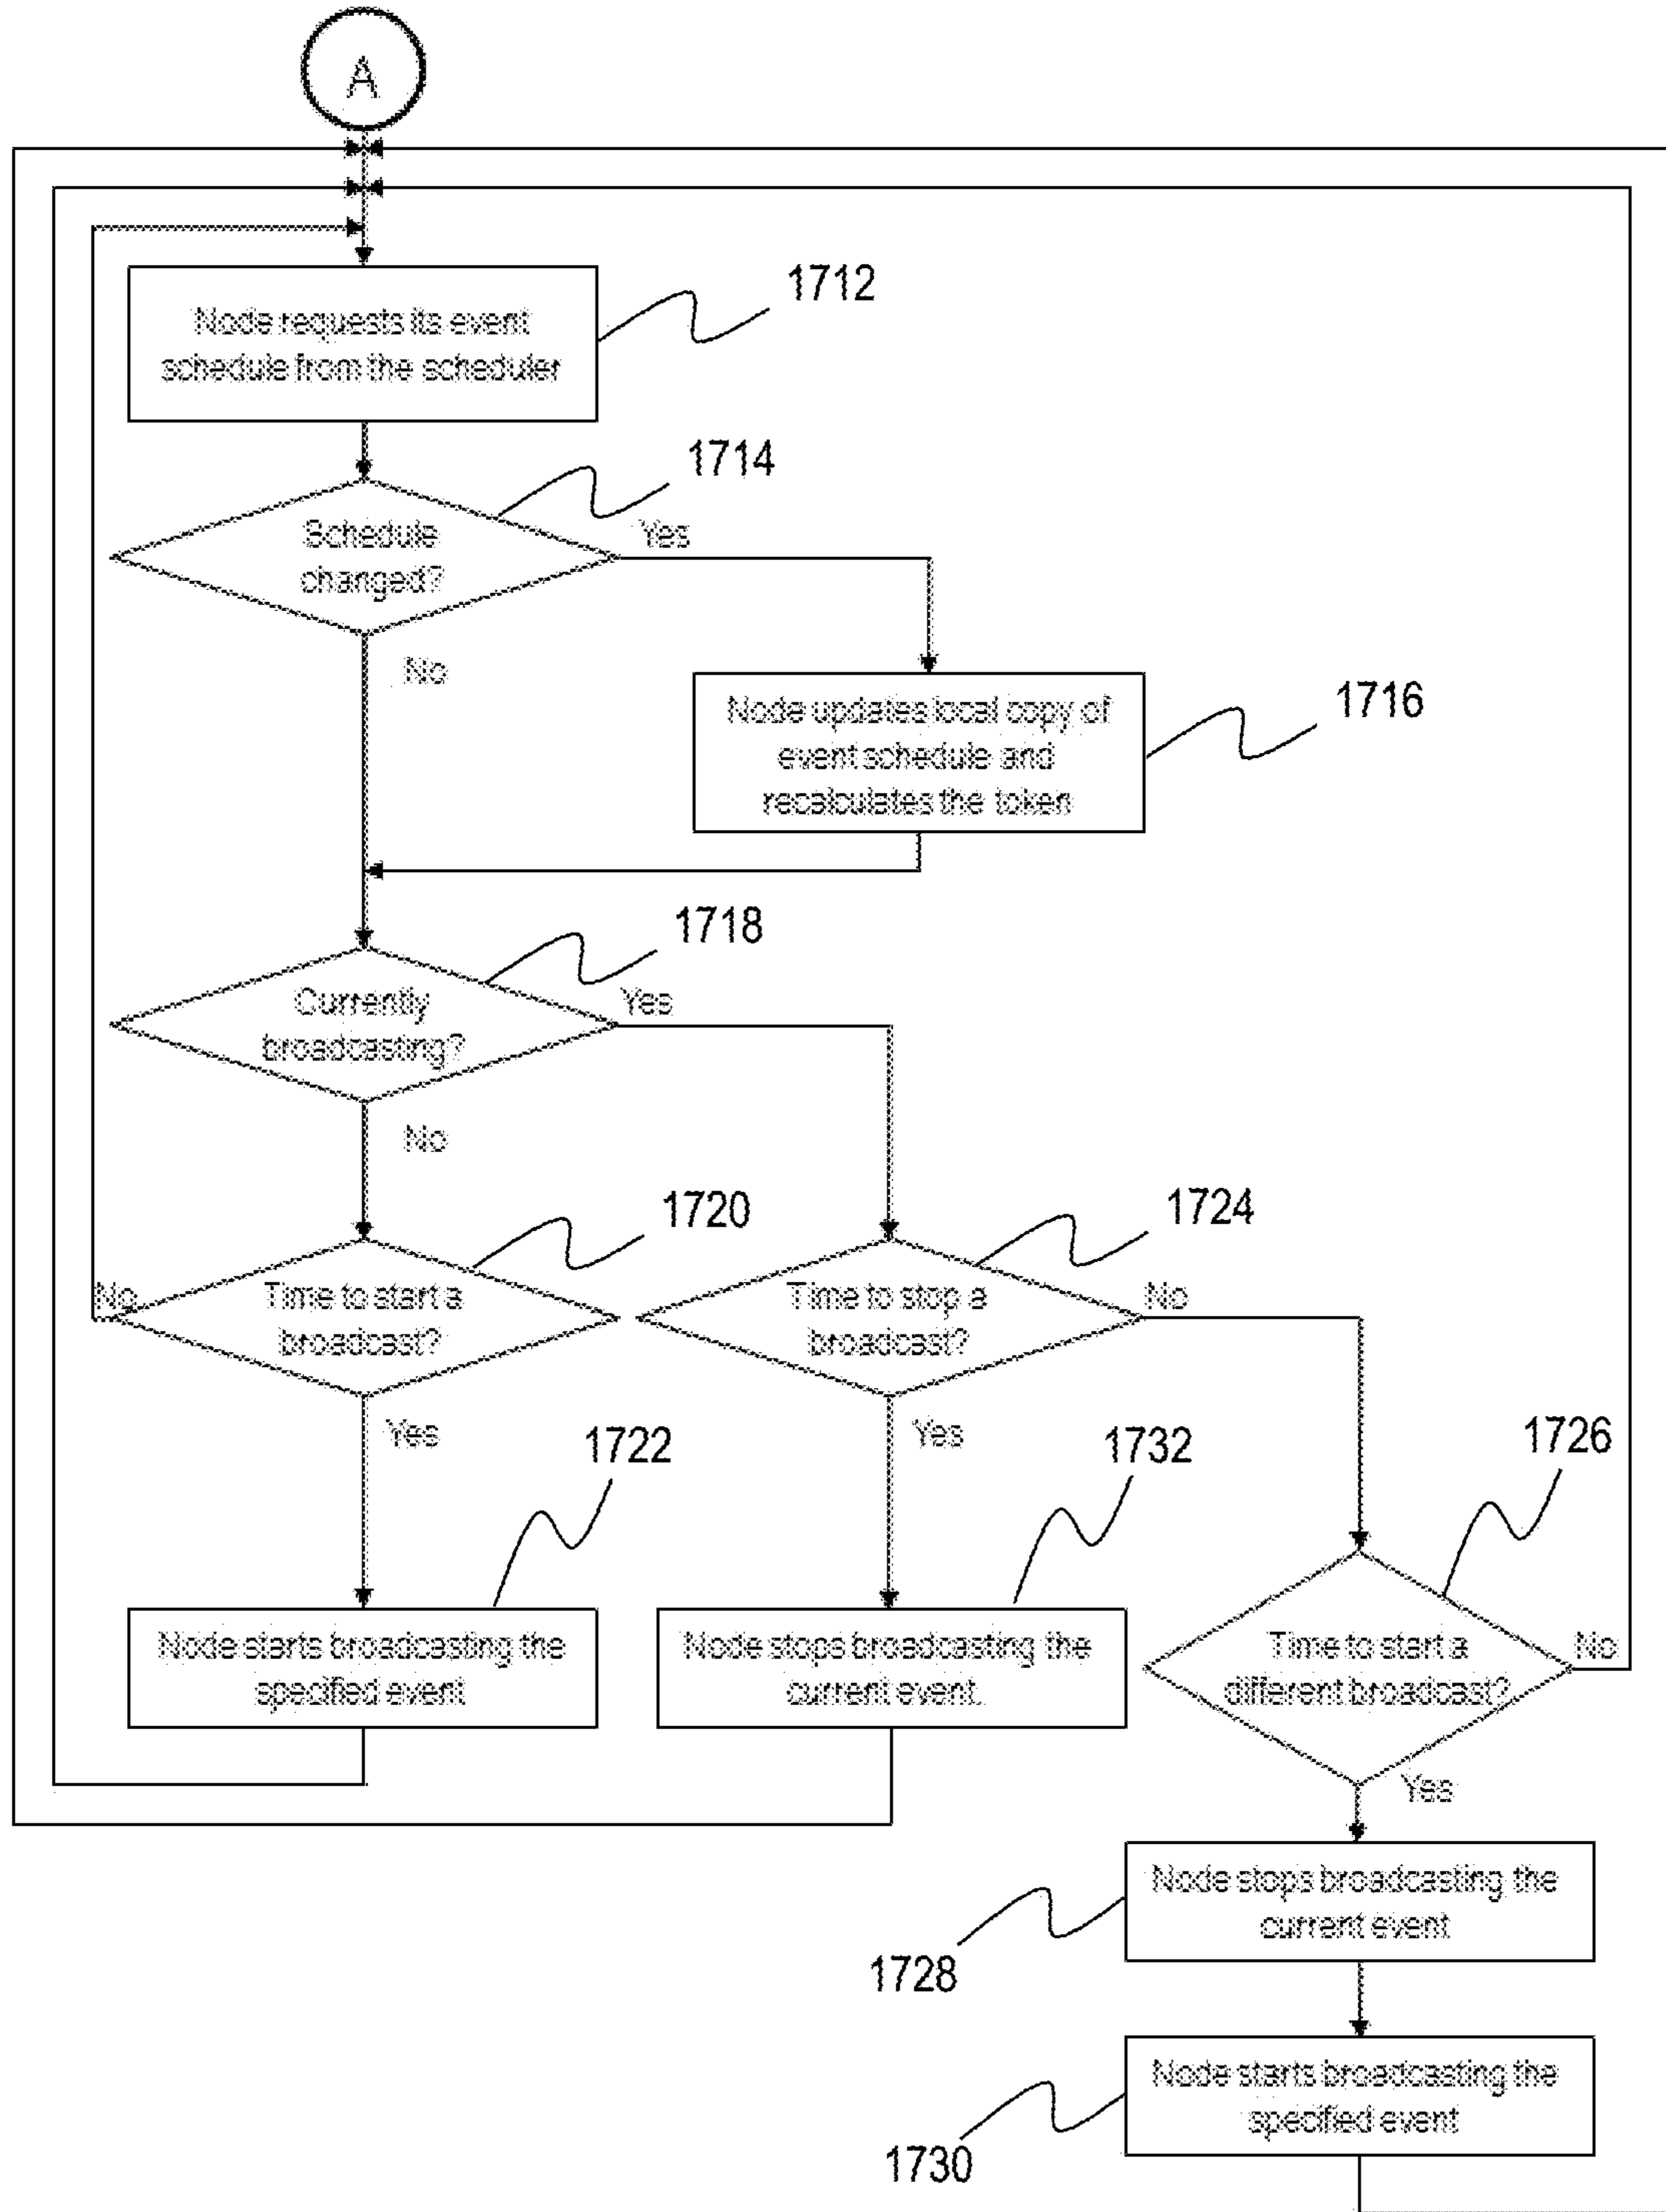 A
Node requests its event
schedule from the scheduler
1712
1714
Schedule
changed?
Yes
No
Node updates local copy of
event schedule and
recalculates the token
1716
1718
Currently
broadcasting?
Yes
No
1720
1724
No
Time to start a
broadcast?
Time to stop a
broadcast?
No
Yes
1722
Yes
1732
1726
Node starts broadcasting the
specified event
Node stops broadcasting the
current event.
Time to start a
different broadcast?
No
Yes
Node stops broadcasting the
current event
1728
Node starts broadcasting the
specified event
1730